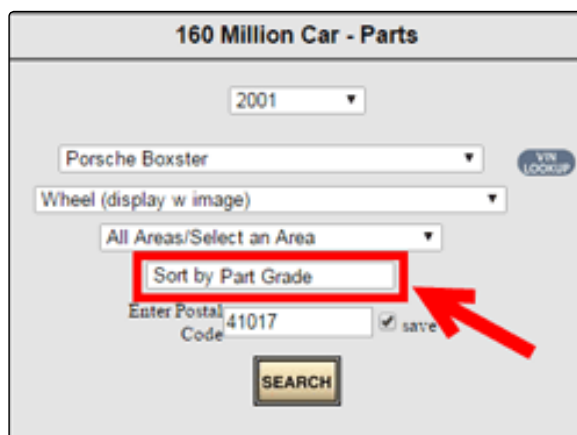 160 Million Car - Parts
2001
Porsche Boxster
VIN
LOOKUP
Wheel (display w image)
All Areas/Select an Area
Sort by Part Grade
Enter Postal
Code 41017 save
SEARCH